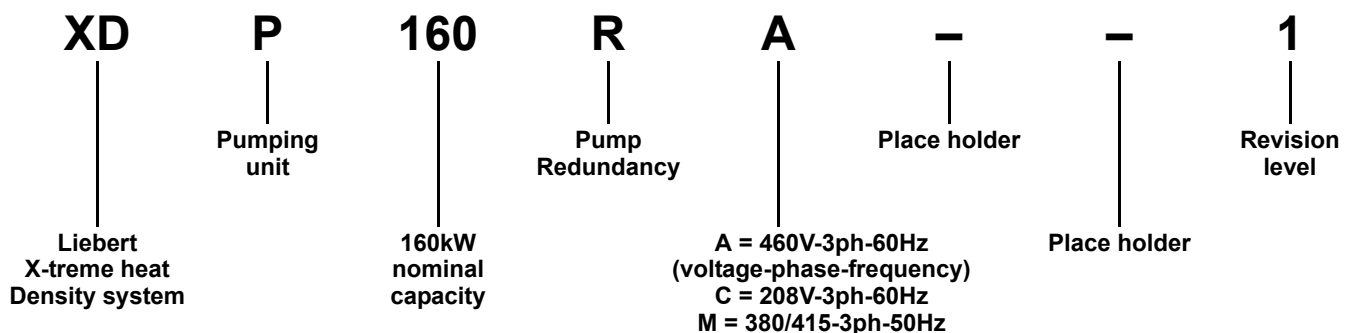 XD P 160 R A – – 1
Pumping
unit
Pump
Redundancy
Place holder
Revision
level
Liebert
X-treme heat
Density system
160kW
nominal
capacity
A = 460V-3ph-60Hz
(voltage-phase-frequency)
C = 208V-3ph-60Hz
M = 380/415-3ph-50Hz
Place holder